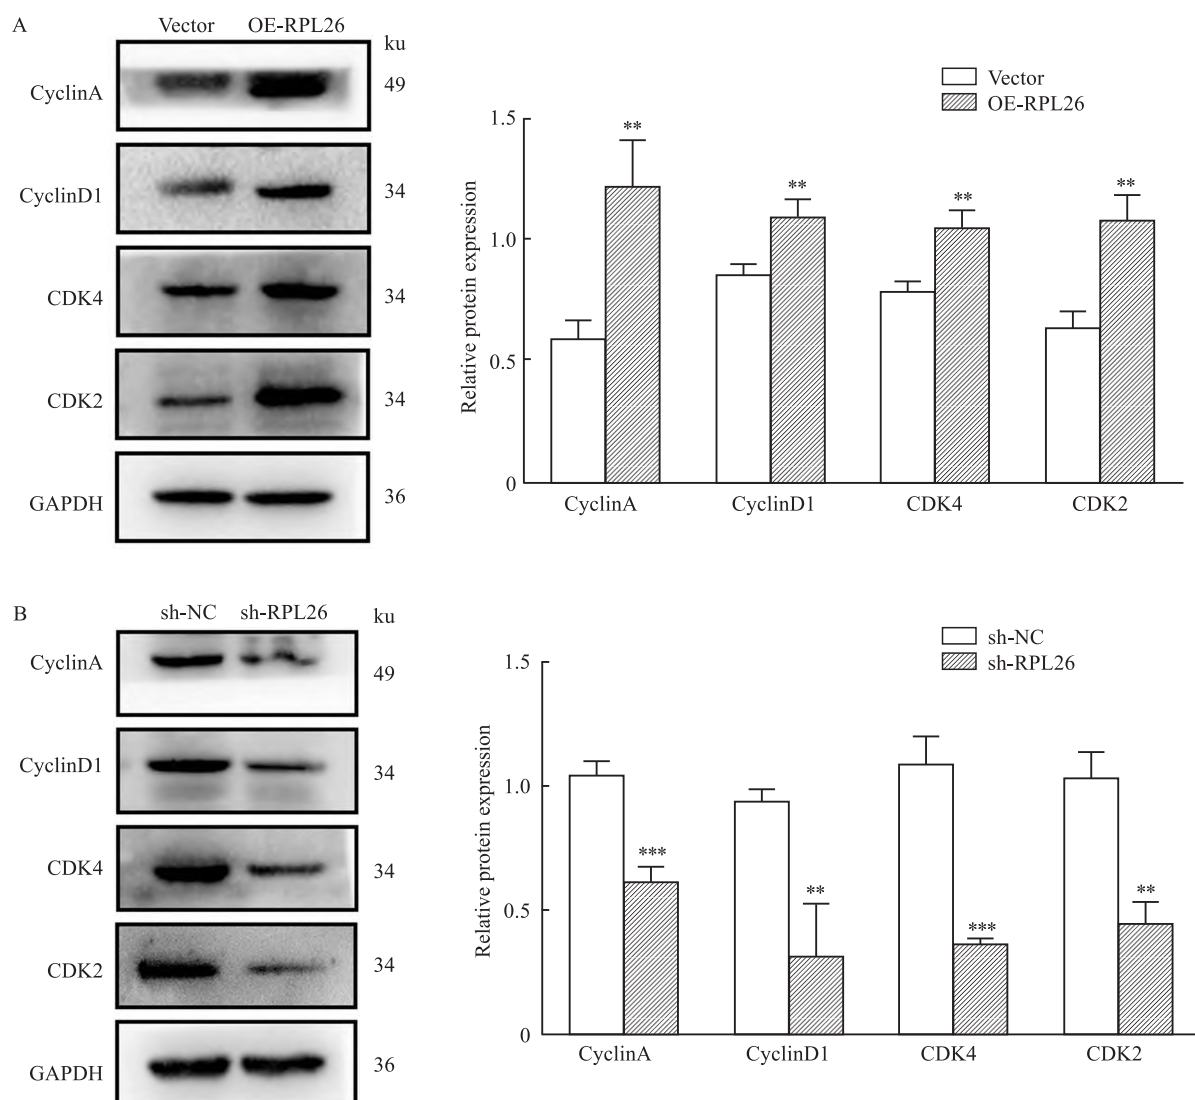 A
Vector OE-RPL26
ku
CyclinA 49
CyclinD1 34
CDK4 34
CDK2 34
GAPDH 36
Vector
OE-RPL26
Relative protein expression
1.5
1.0
0.5
0
** ** ** **
CyclinA CyclinD1 CDK4 CDK2
B
sh-NC sh-RPL26
ku
CyclinA 49
CyclinD1 34
CDK4 34
CDK2 34
GAPDH 36
sh-NC
sh-RPL26
Relative protein expression
1.5
1.0
0.5
0
*** ** *** **
CyclinA CyclinD1 CDK4 CDK2